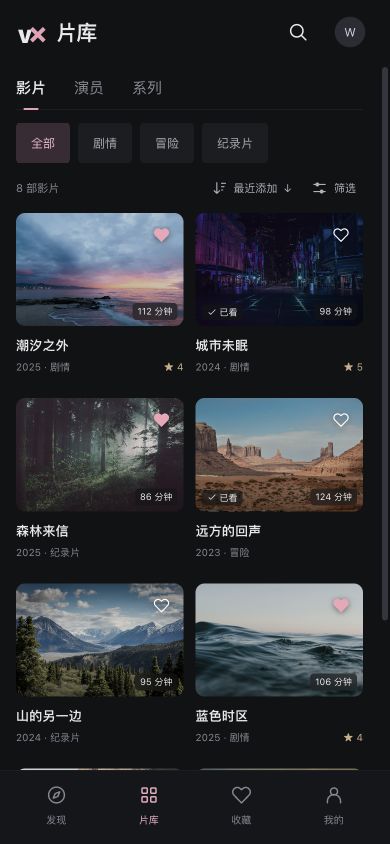 vx 片库
W
影片 演员 系列
全部 剧情 冒险 纪录片
8 部影片 最近添加 ↓ 筛选
112 分钟 已看 98 分钟
潮汐之外 城市未眠
2025 · 剧情 ★ 4 2024 · 剧情 ★ 5
86 分钟 已看 124 分钟
森林来信 远方的回声
2025 · 纪录片 2023 · 冒险
95 分钟 106 分钟
山的另一边 蓝色时区
2024 · 纪录片 2025 · 剧情 ★ 4
发现 片库 收藏 我的